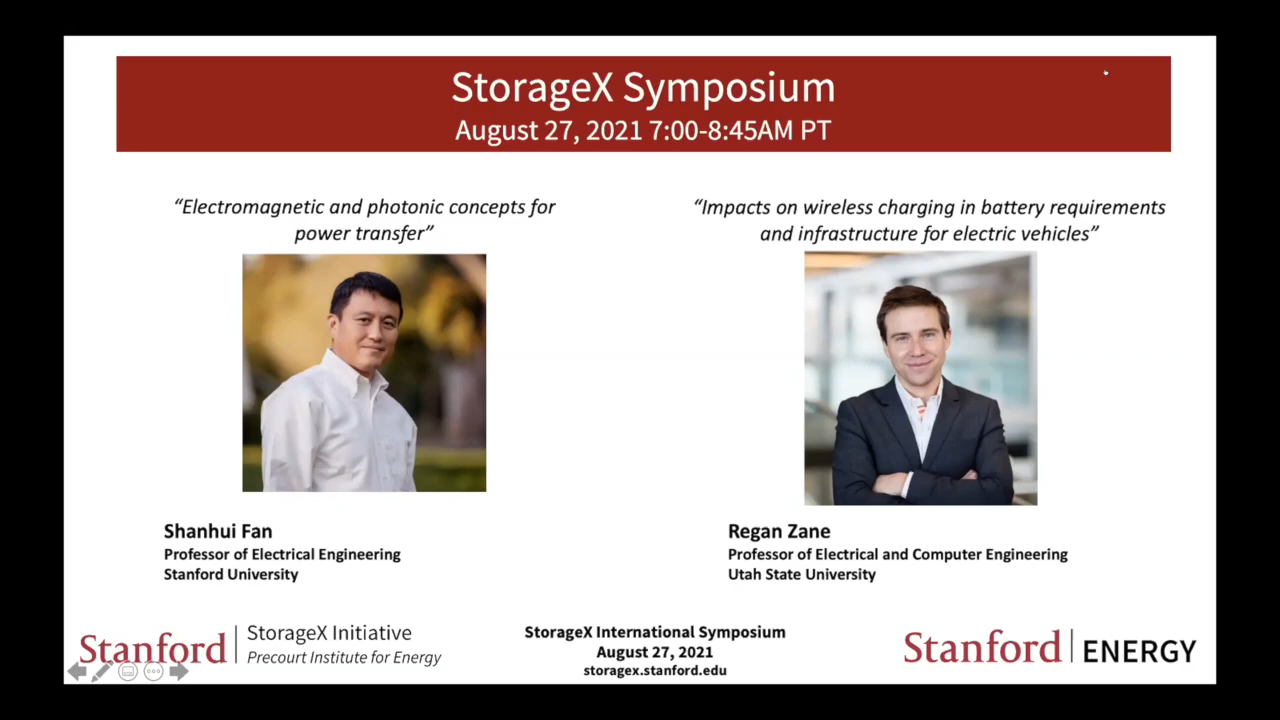 StorageX Symposium
August 27, 2021 7:00-8:45AM PT
“Electromagnetic and photonic concepts for
power transfer”
Shanhui Fan
Professor of Electrical Engineering
Stanford University
“Impacts on wireless charging in battery requirements
and infrastructure for electric vehicles”
Regan Zane
Professor of Electrical and Computer Engineering
Utah State University
Stanford
StorageX Initiative
Precourt Institute for Energy
StorageX International Symposium
August 27, 2021
storagex.stanford.edu
Stanford ENERGY